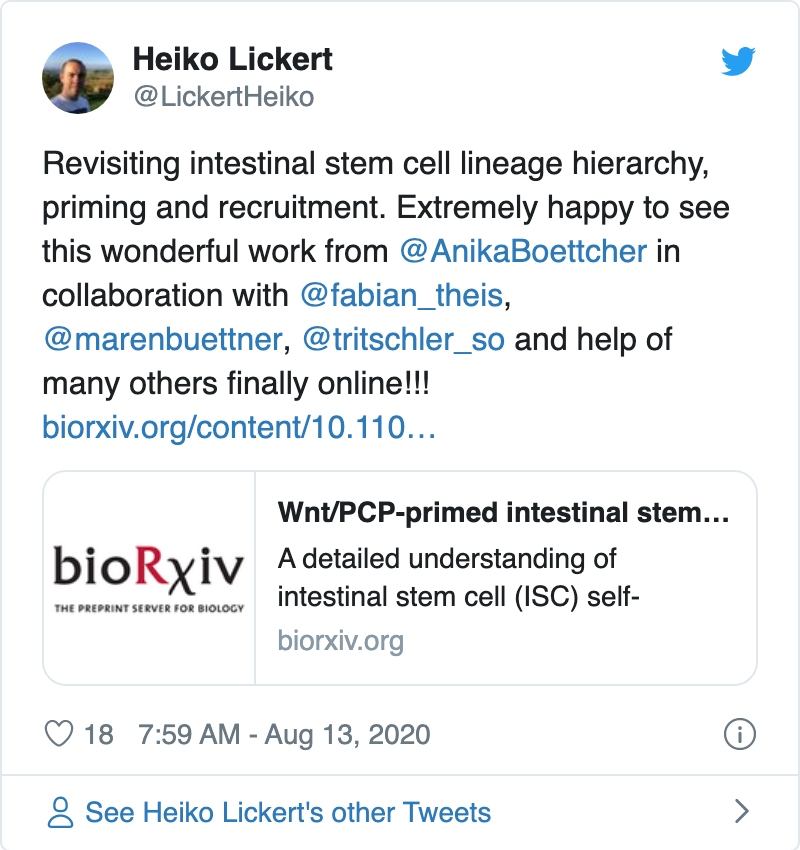 Heiko Lickert
@LickertHeiko
Revisiting intestinal stem cell lineage hierarchy,
priming and recruitment. Extremely happy to see
this wonderful work from @AnikaBoettcher in
collaboration with @fabian_theis,
@marenbuettner, @tritschler_so and help of
many others finally online!!!
biorxiv.org/content/10.110…
bioRxiv
THE PREPRINT SERVER FOR BIOLOGY
Wnt/PCP-primed intestinal stem…
A detailed understanding of
intestinal stem cell (ISC) self-
biorxiv.org
18 7:59 AM - Aug 13, 2020
See Heiko Lickert's other Tweets